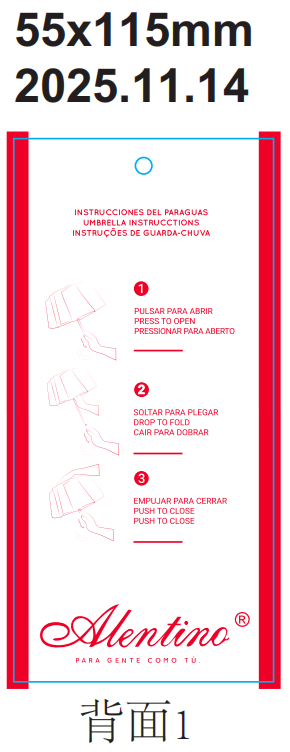 55x115mm
2025.11.14
INSTRUCCIONES DEL PARAGUAS
UMBRELLA INSTRUCCTIONS
INSTRUÇÕES DE GUARDA-CHUVA
1
PULSAR PARA ABRIR
PRESS TO OPEN
PRESSIONAR PARA ABERTO
2
SOLTAR PARA PLEGAR
DROP TO FOLD
CAIR PARA DOBRAR
3
EMPUJAR PARA CERRAR
PUSH TO CLOSE
PUSH TO CLOSE
Alentino®
PARA GENTE COMO TÚ.
背面1